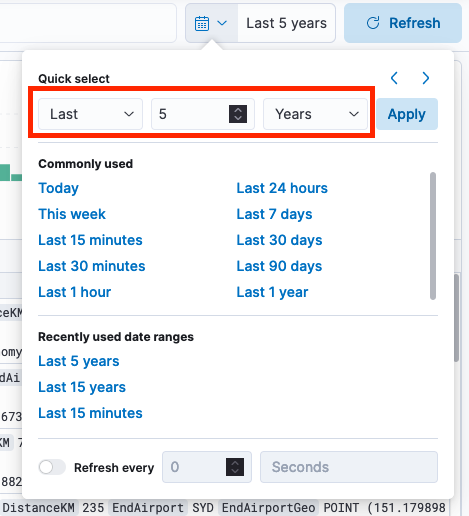 Last 5 years
Refresh
Quick select
Last
5
Years
Apply
Commonly used
Today
Last 24 hours
This week
Last 7 days
Last 15 minutes
Last 30 days
Last 30 minutes
Last 90 days
Last 1 hour
Last 1 year
Recently used date ranges
Last 5 years
Last 15 years
Last 15 minutes
Refresh every
0
Seconds
ceKM
omy
ndAi
673
KM 7
882
DistanceKM 235 EndAirport SYD EndAirportGeo POINT (151.179898